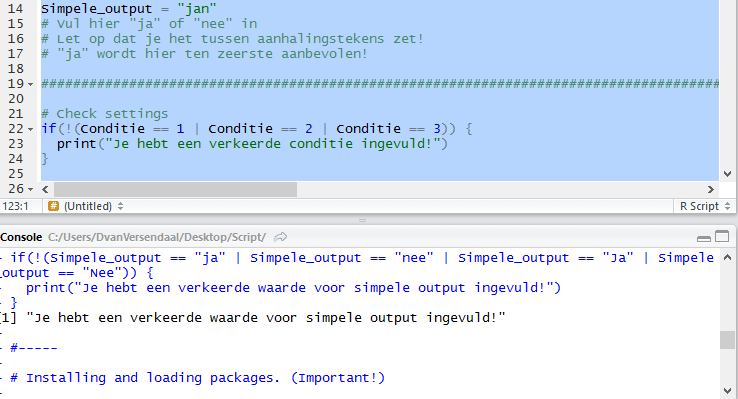 14 Simpele_output = "jan"
15 # Vul hier "ja" of "nee" in
16 # Let op dat je het tussen aanhalingstekens zet!
17 # "ja" wordt hier ten zeerste aanbevolen!
18
19 ######################################################################################
20
21 # Check settings
22 if(!(Conditie == 1 | Conditie == 2 | Conditie == 3)) {
23 print("Je hebt een verkeerde conditie ingevuld!")
24 }
25
26
123:1 # (Untitled) R Script
Console C:/Users/DvanVersendaal/Desktop/Script/
if(!(Simpele_output == "ja" | Simpele_output == "nee" | Simpele_output == "Ja" | Simpele
_output == "Nee")) {
print("Je hebt een verkeerde waarde voor simpele output ingevuld!")
}
1] "Je hebt een verkeerde waarde voor simpele output ingevuld!"
#-----
# Installing and loading packages. (Important!)